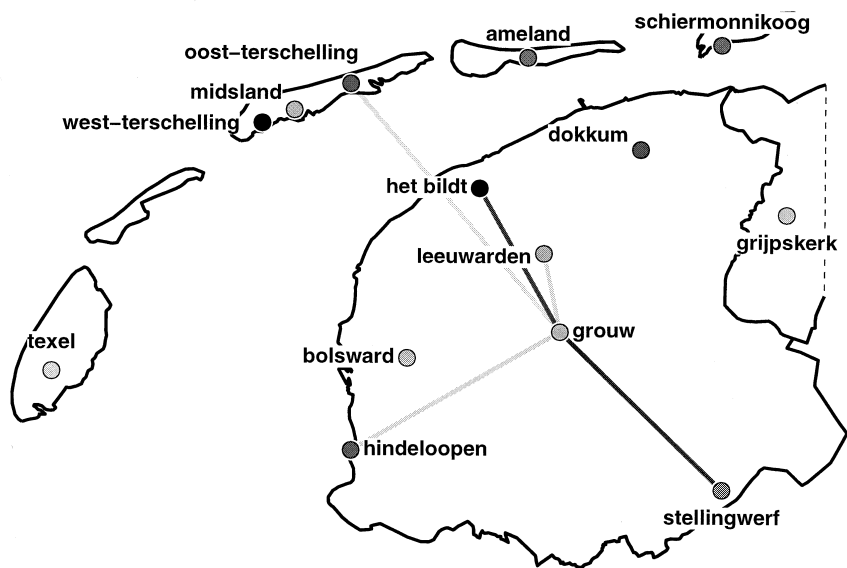 schiermonnikoog
ameland
oost–terschelling
midsland
west–terschelling
dokkum
het bildt
grijpskerk
leeuwarden
grouw
texel
bolsward
hindeloopen
stellingwerf